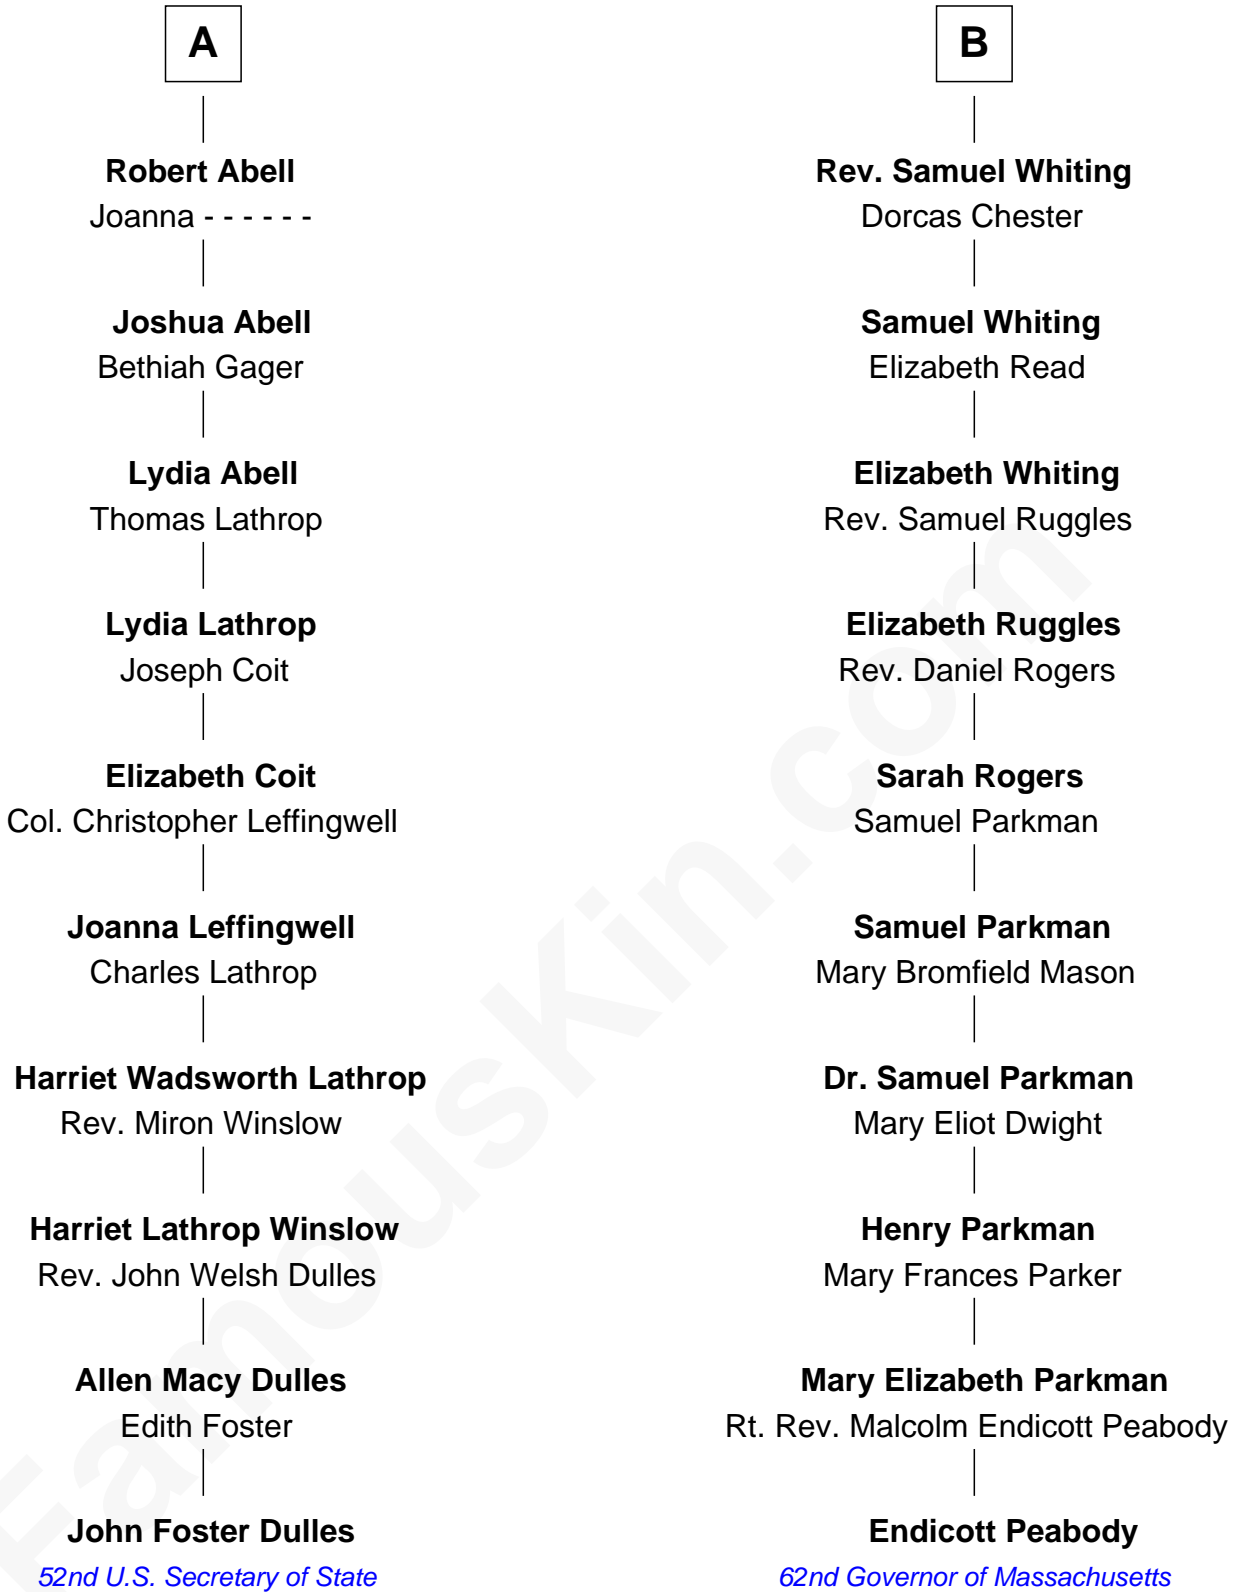 A
Robert Abell
Joanna - - - - - -
Joshua Abell
Bethiah Gager
Lydia Abell
Thomas Lathrop
Lydia Lathrop
Joseph Coit
Elizabeth Coit
Col. Christopher Leffingwell
Joanna Leffingwell
Charles Lathrop
Harriet Wadsworth Lathrop
Rev. Miron Winslow
Harriet Lathrop Winslow
Rev. John Welsh Dulles
Allen Macy Dulles
Edith Foster
John Foster Dulles
52nd U.S. Secretary of State
B
Rev. Samuel Whiting
Dorcas Chester
Samuel Whiting
Elizabeth Read
Elizabeth Whiting
Rev. Samuel Ruggles
Elizabeth Ruggles
Rev. Daniel Rogers
Sarah Rogers
Samuel Parkman
Samuel Parkman
Mary Bromfield Mason
Dr. Samuel Parkman
Mary Eliot Dwight
Henry Parkman
Mary Frances Parker
Mary Elizabeth Parkman
Rt. Rev. Malcolm Endicott Peabody
Endicott Peabody
62nd Governor of Massachusetts
FamousKin.com